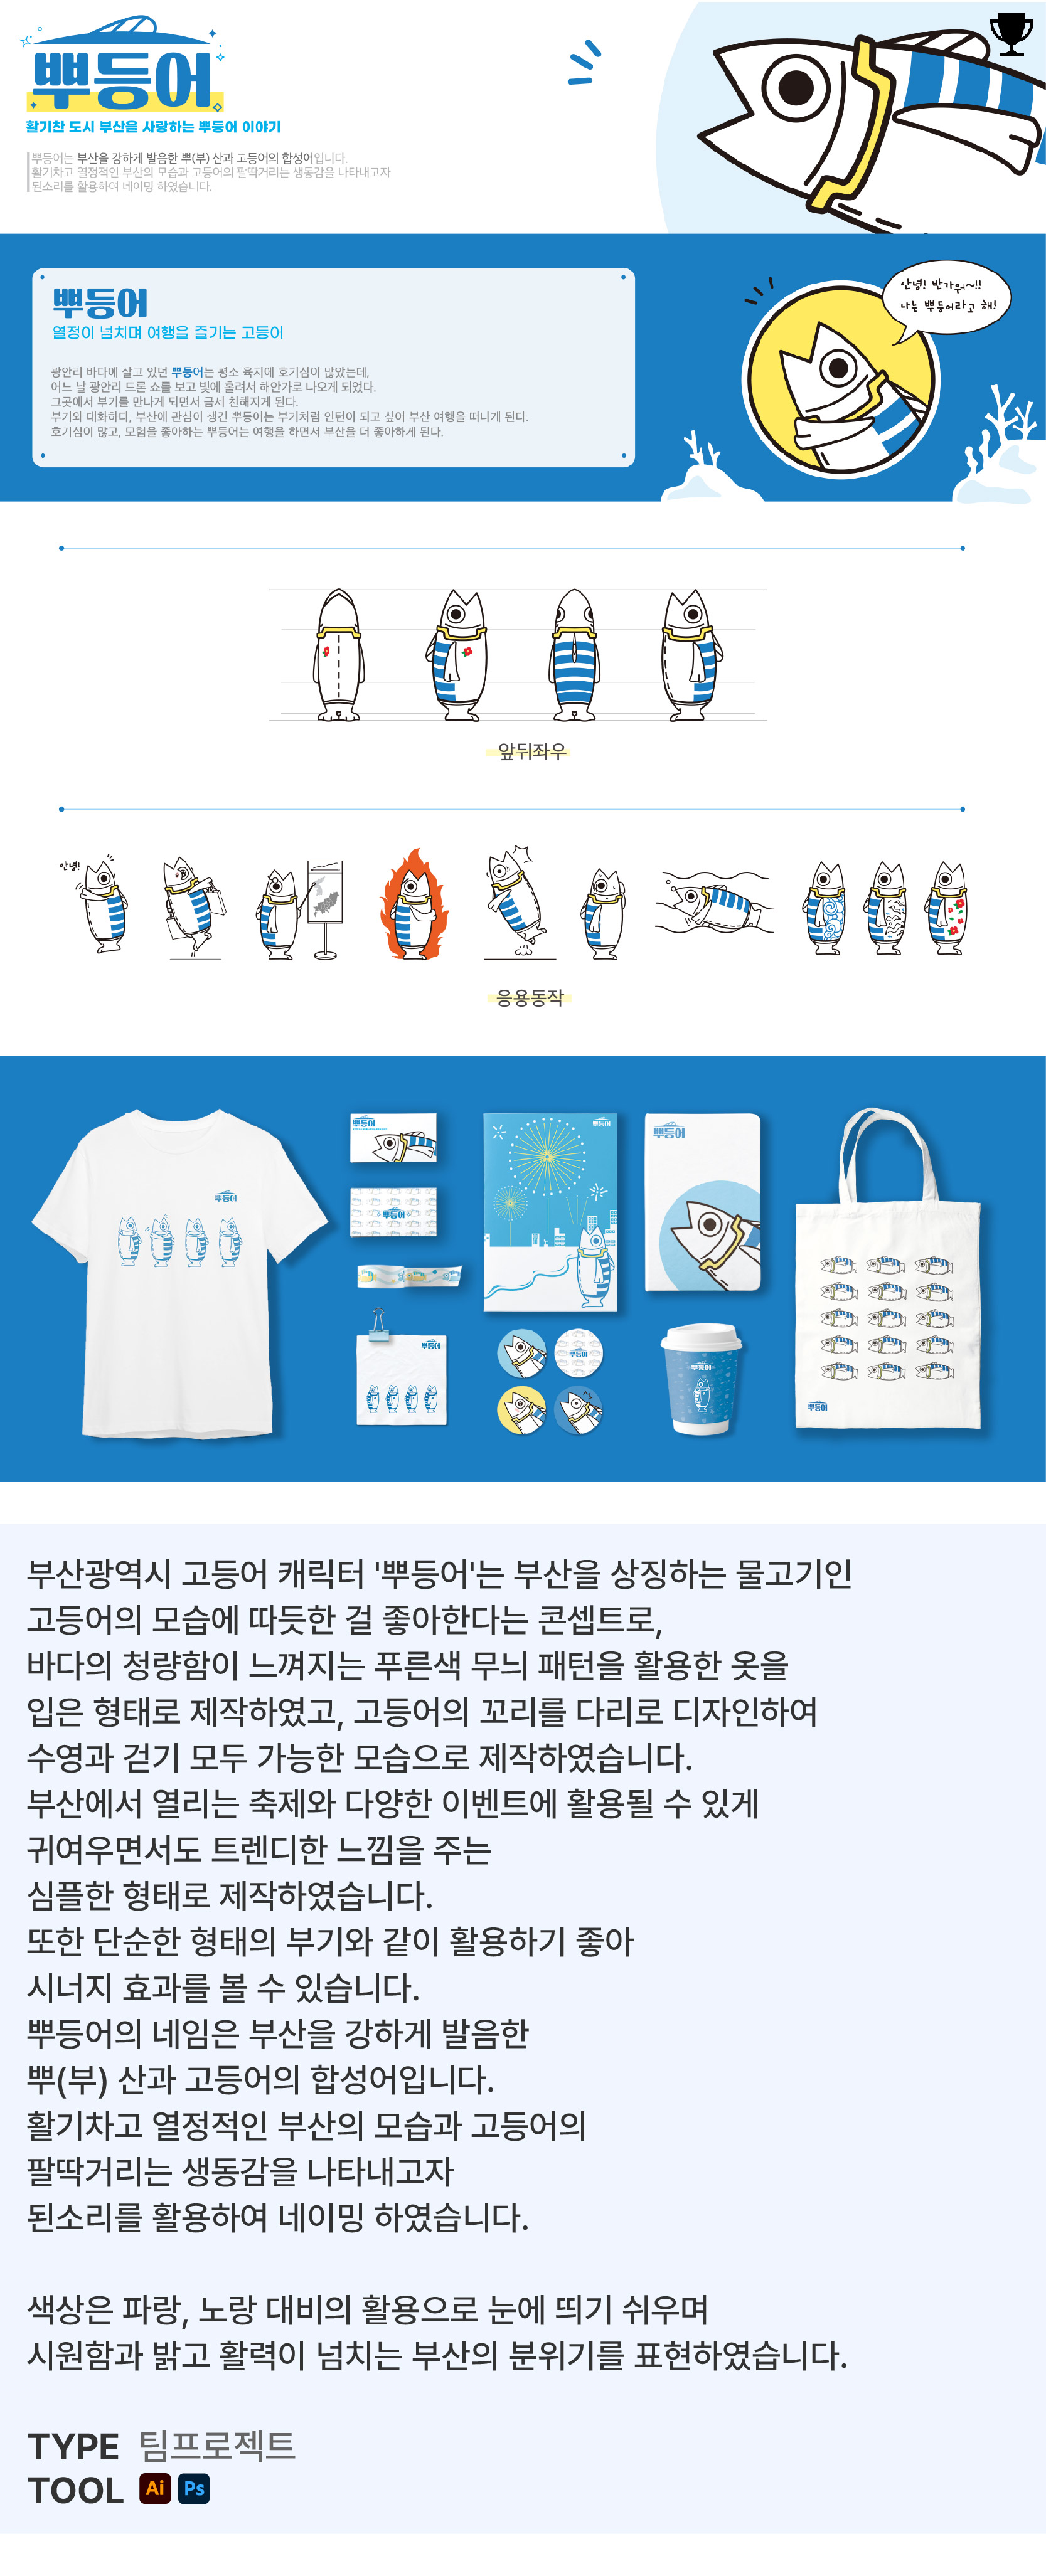 뿌등어
활기찬 도시 부산을 사랑하는 뿌등어 이야기
뿌등어는 부산을 강하게 발음한 뿌(부) 산과 고등어의 합성어입니다.
활기차고 열정적인 부산의 모습과 고등어의 팔딱거리는 생동감을 나타내고자
된소리를 활용하여 네이밍 하였습니다.
뿌등어
열정이 넘치며 여행을 즐기는 고등어
광안리 바다에 살고 있던 뿌등어는 평소 육지에 호기심이 많았는데,
어느 날 광안리 드론 쇼를 보고 빛에 홀려서 해안가로 나오게 되었다.
그곳에서 부기를 만나게 되면서 금세 친해지게 된다.
부기와 대화하다, 부산에 관심이 생긴 뿌등어는 부기처럼 인턴이 되고 싶어 부산 여행을 떠나게 된다.
호기심이 많고, 모험을 좋아하는 뿌등어는 여행을 하면서 부산을 더 좋아하게 된다.
안녕! 반가워~!!
나는 뿌등어라고 해!
앞뒤좌우
안녕!
응용동작
뿌등어
뿌등어
뿌등어
뿌등어
뿌등어
뿌등어
뿌등어
뿌등어
뿌등어
부산광역시 고등어 캐릭터 '뿌등어'는 부산을 상징하는 물고기인
고등어의 모습에 따듯한 걸 좋아한다는 콘셉트로,
바다의 청량함이 느껴지는 푸른색 무늬 패턴을 활용한 옷을
입은 형태로 제작하였고, 고등어의 꼬리를 다리로 디자인하여
수영과 걷기 모두 가능한 모습으로 제작하였습니다.
부산에서 열리는 축제와 다양한 이벤트에 활용될 수 있게
귀여우면서도 트렌디한 느낌을 주는
심플한 형태로 제작하였습니다.
또한 단순한 형태의 부기와 같이 활용하기 좋아
시너지 효과를 볼 수 있습니다.
뿌등어의 네임은 부산을 강하게 발음한
뿌(부) 산과 고등어의 합성어입니다.
활기차고 열정적인 부산의 모습과 고등어의
팔딱거리는 생동감을 나타내고자
된소리를 활용하여 네이밍 하였습니다.
색상은 파랑, 노랑 대비의 활용으로 눈에 띄기 쉬우며
시원함과 밝고 활력이 넘치는 부산의 분위기를 표현하였습니다.
TYPE 팀프로젝트
TOOL Ai Ps